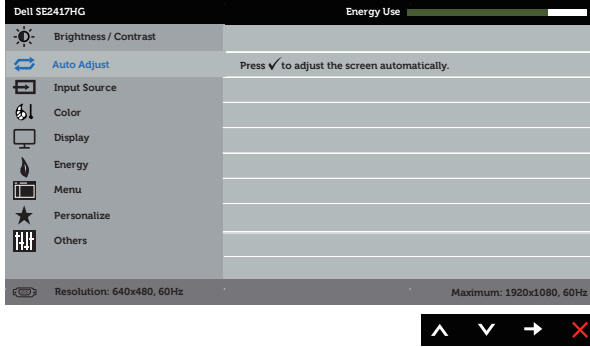 Dell SE2417HG
Energy Use
Brightness / Contrast
Auto Adjust
Press ✓ to adjust the screen automatically.
Input Source
Color
Display
Energy
Menu
Personalize
Others
Resolution: 640x480, 60Hz
Maximum: 1920x1080, 60Hz